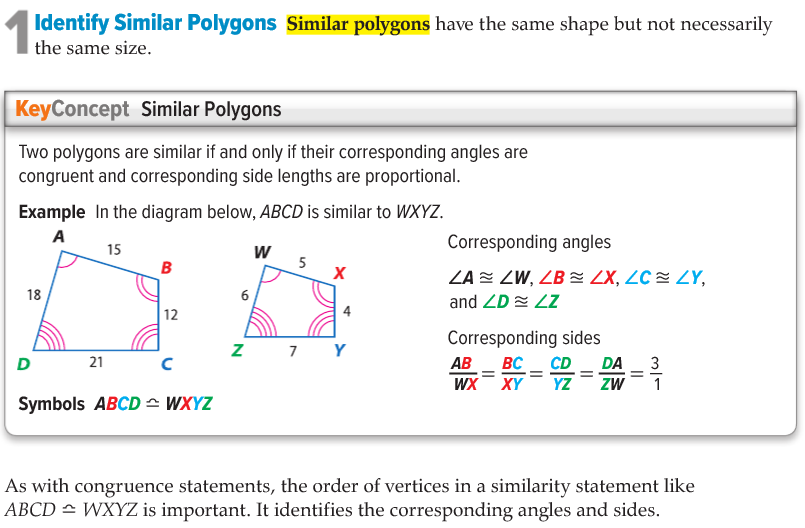 1 Identify Similar Polygons Similar polygons have the same shape but not necessarily
the same size.
KeyConcept Similar Polygons
Two polygons are similar if and only if their corresponding angles are
congruent and corresponding side lengths are proportional.
Example In the diagram below, ABCD is similar to WXYZ.
A
15
B
18
12
D
21
C
W
5
X
6
4
Z
7
Y
Symbols ABCD ≏ WXYZ
Corresponding angles
∠A ≅ ∠W, ∠B ≅ ∠X, ∠C ≅ ∠Y,
and ∠D ≅ ∠Z
Corresponding sides
AB/WX = BC/XY = CD/YZ = DA/ZW = 3/1
As with congruence statements, the order of vertices in a similarity statement like
ABCD ≏ WXYZ is important. It identifies the corresponding angles and sides.